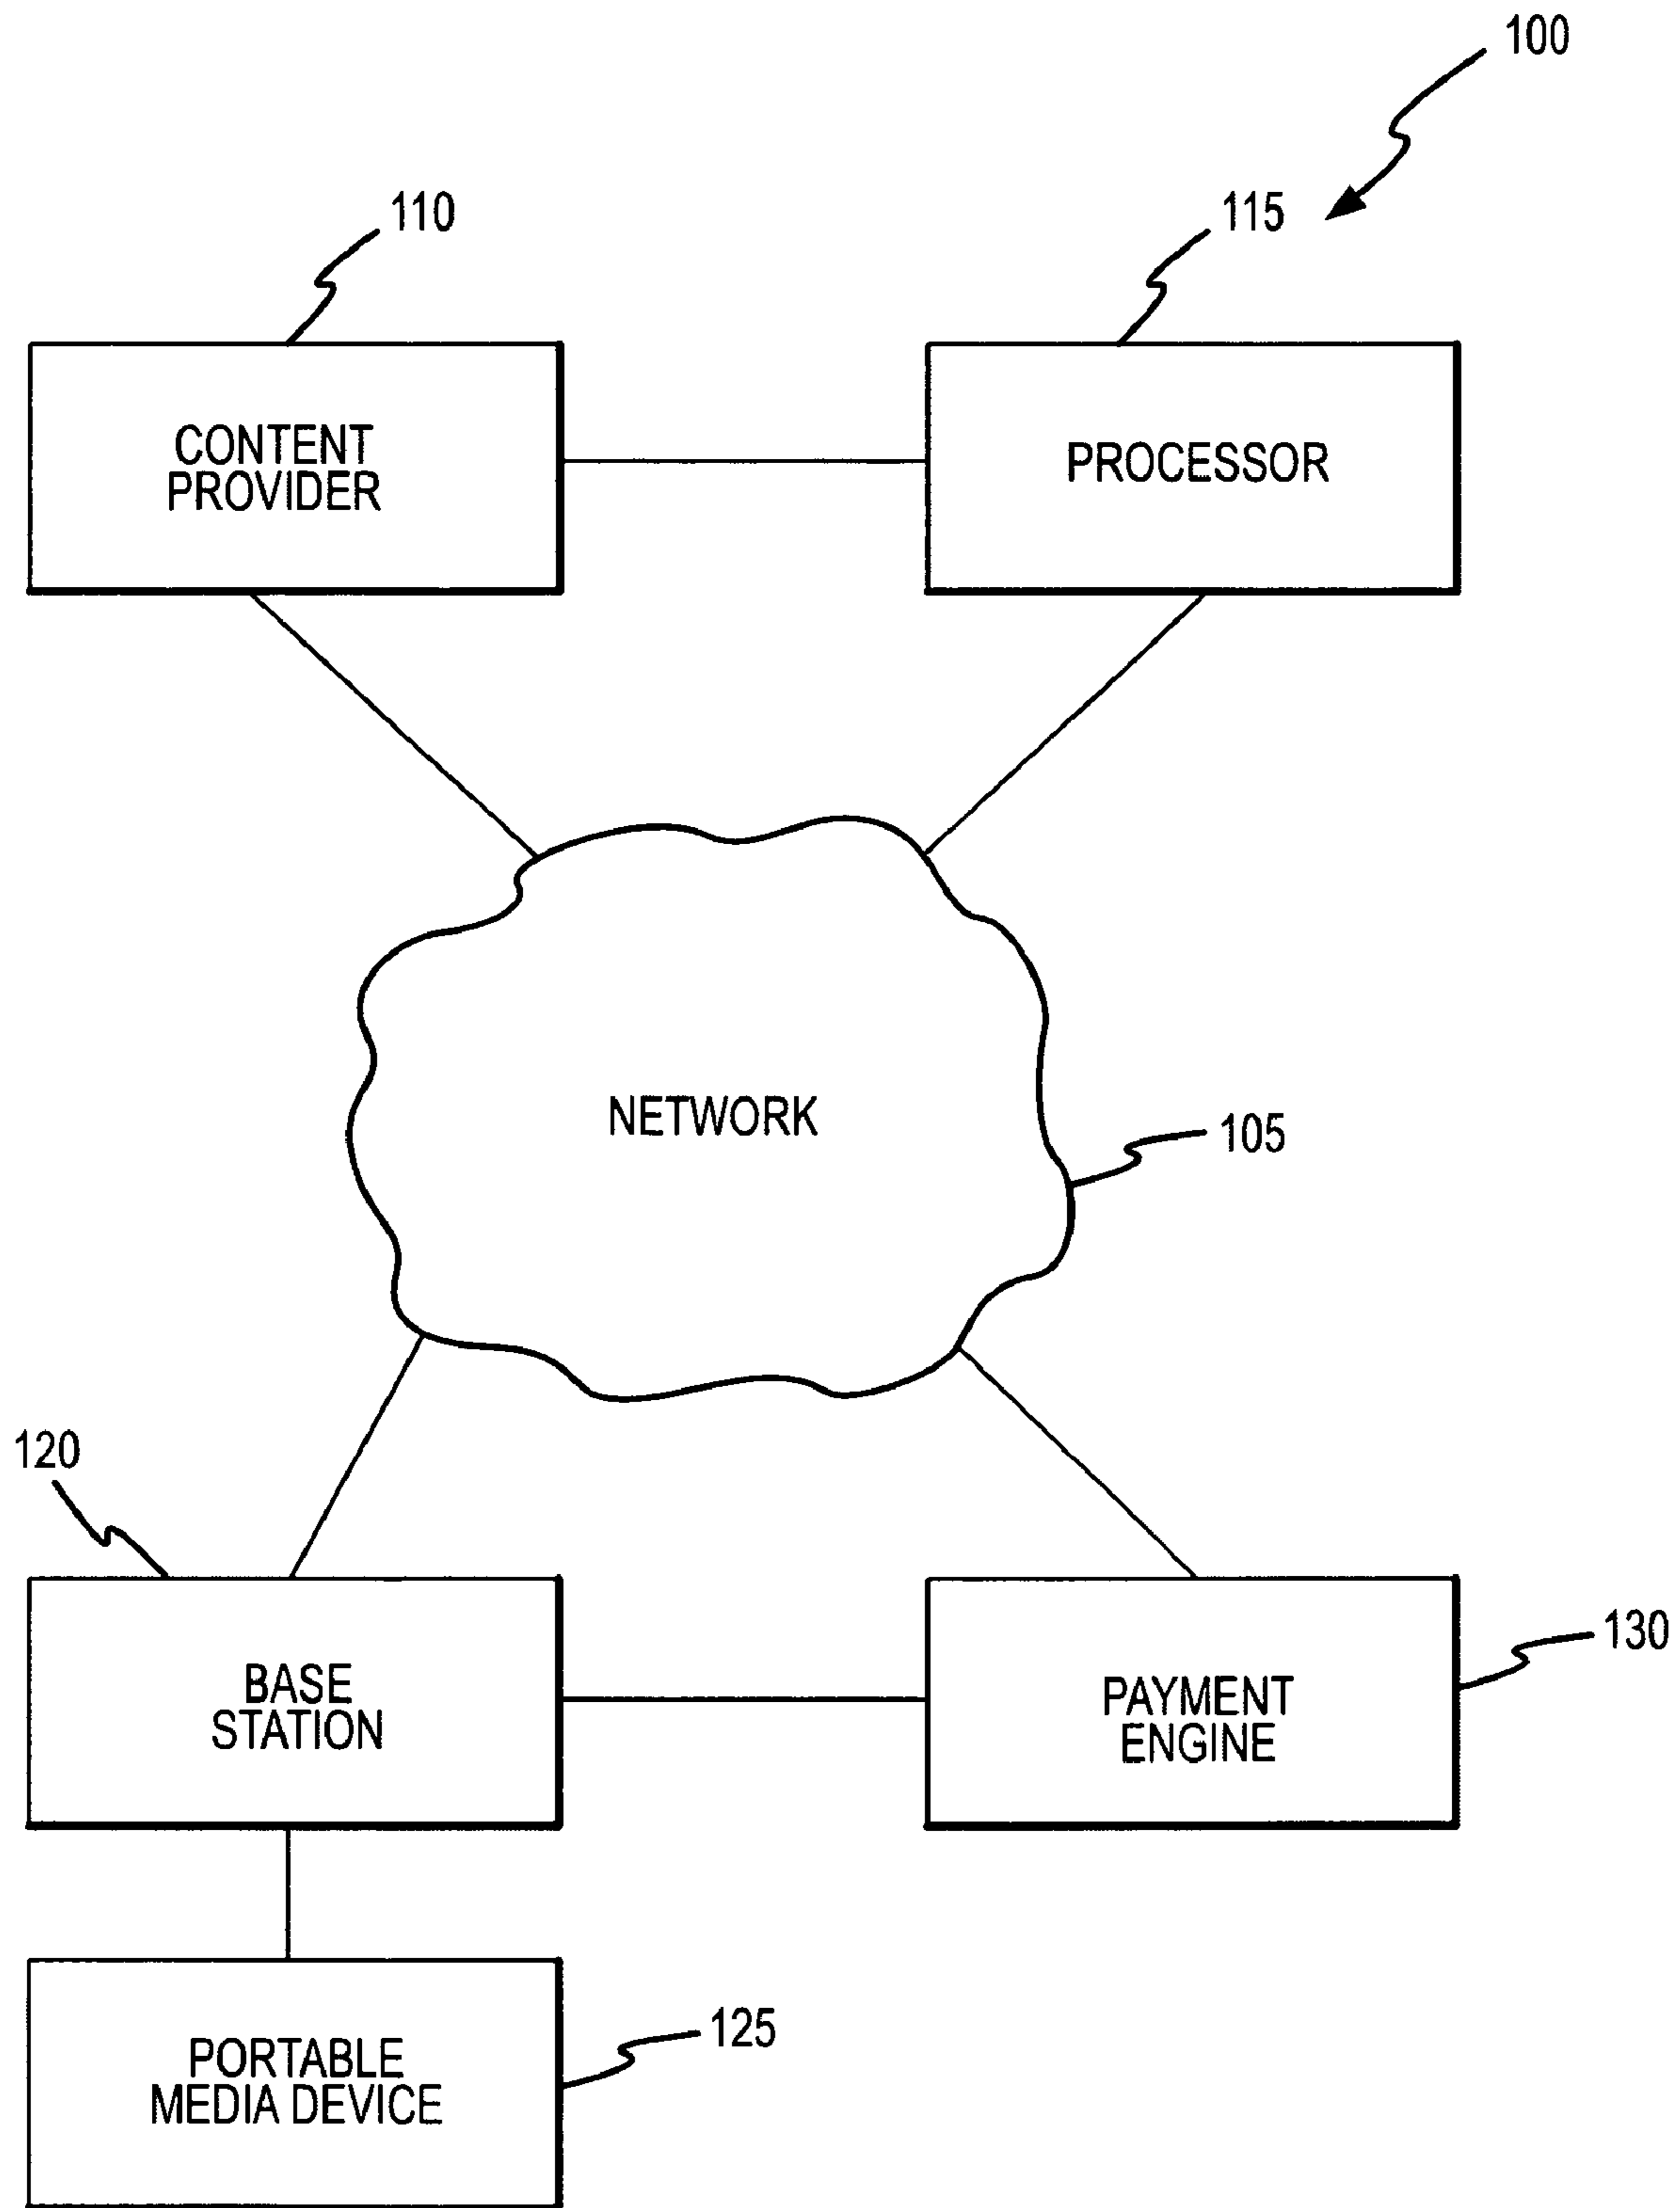 100
110
115
CONTENT
PROVIDER
PROCESSOR
NETWORK
105
120
130
BASE
STATION
PAYMENT
ENGINE
125
PORTABLE
MEDIA DEVICE